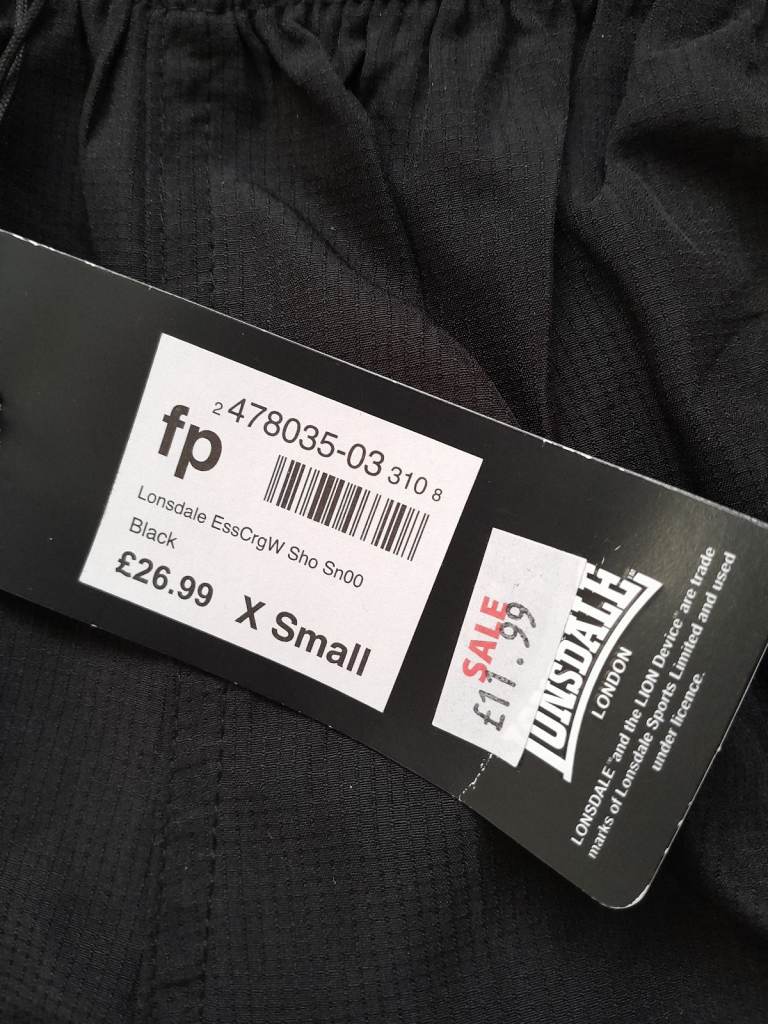 2 478035-03 310 8
fp
Lonsdale EssCrgW Sho Sn00
Black
£26.99 X Small
SALE
£11.99
LONSDALE
LONDON
LONSDALE™ and the LION Device® are trade
marks of Lonsdale Sports Limited and used
under licence.